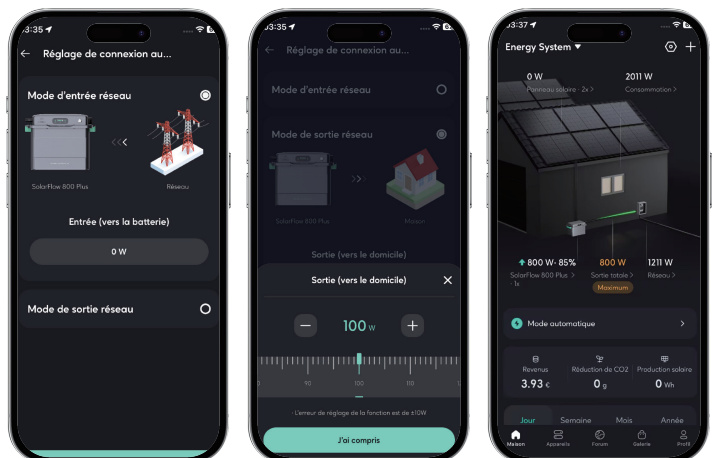 3:35
Réglage de connexion au...
Mode d'entrée réseau
SolarFlow 800 Plus
Réseau
Entrée (vers la batterie)
0 W
Mode de sortie réseau
3:35
Réglage de connexion au...
Mode d'entrée réseau
Mode de sortie réseau
SolarFlow 800 Plus
Maison
Sortie (vers le domicile)
Sortie (vers le domicile)
100 W
90
100
110
· L'erreur de réglage de la fonction est de ±10W
J'ai compris
3:37
Energy System
0 W
2011 W
Panneau solaire · 2x >
Consommation >
800 W · 85%
800 W
1211 W
SolarFlow 800 Plus >
Sortie totale >
Réseau >
· 1x
Maximum
Mode automatique
Revenus
Réduction de CO2
Production solaire
3.93 €
0 g
0 Wh
Jour
Semaine
Mois
Année
Maison
Appareils
Forum
Galerie
Profil